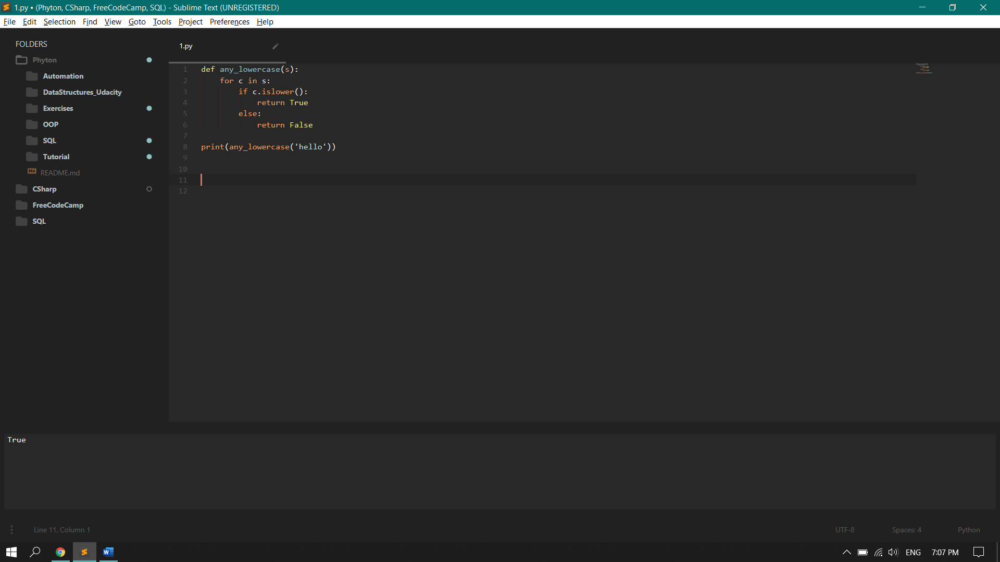 1.py • (Phyton, CSharp, FreeCodeCamp, SQL) - Sublime Text (UNREGISTERED)
File Edit Selection Find View Goto Tools Project Preferences Help
FOLDERS
Phyton
Automation
DataStructures_Udacity
Exercises
OOP
SQL
Tutorial
README.md
CSharp
FreeCodeCamp
SQL
1.py
1 def any_lowercase(s):
2     for c in s:
3         if c.islower():
4             return True
5         else:
6             return False
7
8 print(any_lowercase('hello'))
9
10
11
12
True
Line 11, Column 1 UTF-8 Spaces: 4 Python
ENG 7:07 PM